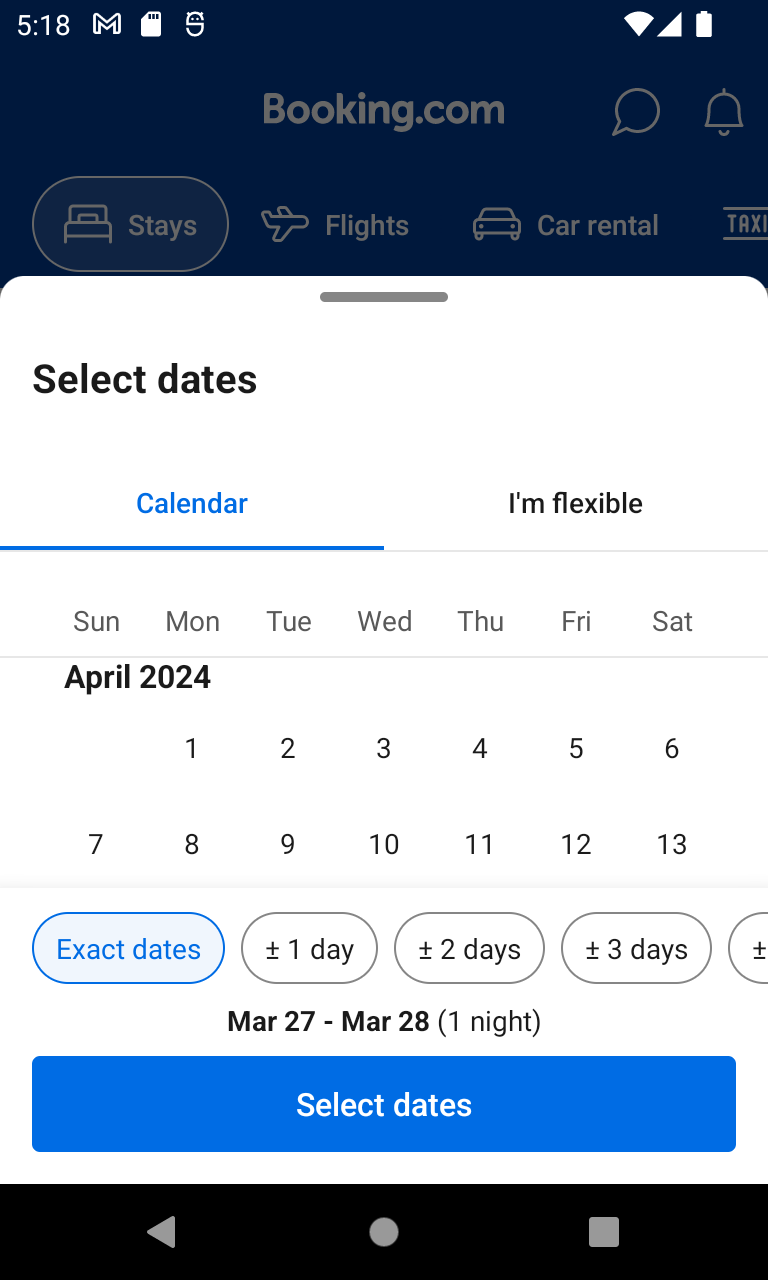 5:18
Booking.com
Stays Flights Car rental TAXI
Select dates
Calendar I'm flexible
Sun Mon Tue Wed Thu Fri Sat
April 2024
1 2 3 4 5 6
7 8 9 10 11 12 13
Exact dates ± 1 day ± 2 days ± 3 days ±
Mar 27 - Mar 28 (1 night)
Select dates